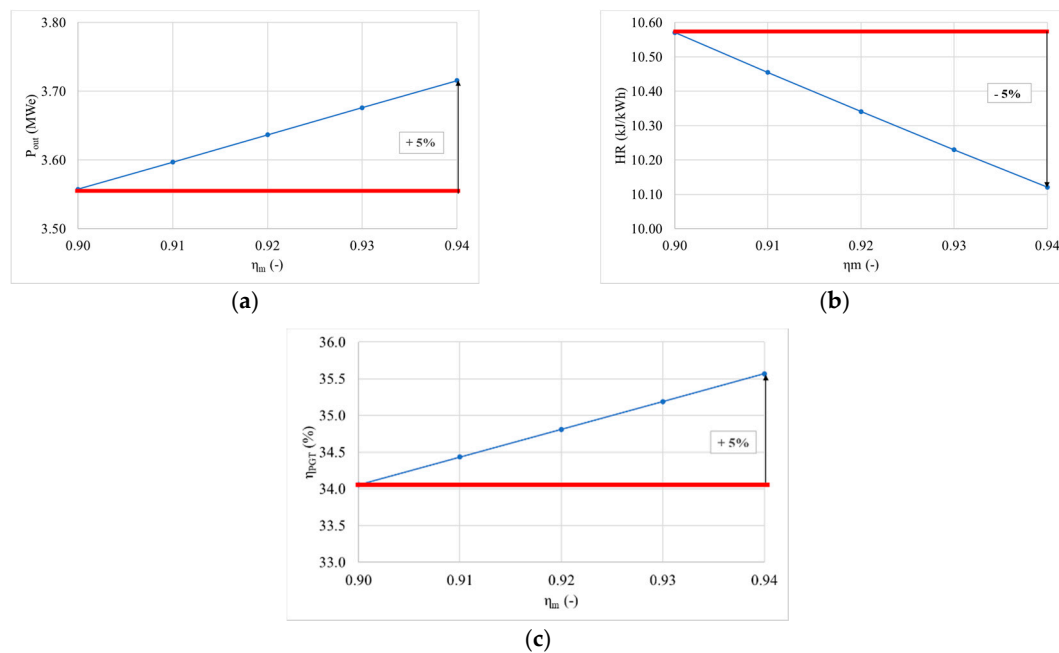 3.80
3.70
3.60
3.50
P_out (MWe)
+ 5%
0.90 0.91 0.92 0.93 0.94
η_m (-)
(a)
10.60
10.50
10.40
10.30
10.20
10.10
10.00
HR (kJ/kWh)
- 5%
0.90 0.91 0.92 0.93 0.94
ηm (-)
(b)
36.0
35.5
35.0
34.5
34.0
33.5
33.0
η_PGT (%)
+ 5%
0.90 0.91 0.92 0.93 0.94
η_m (-)
(c)